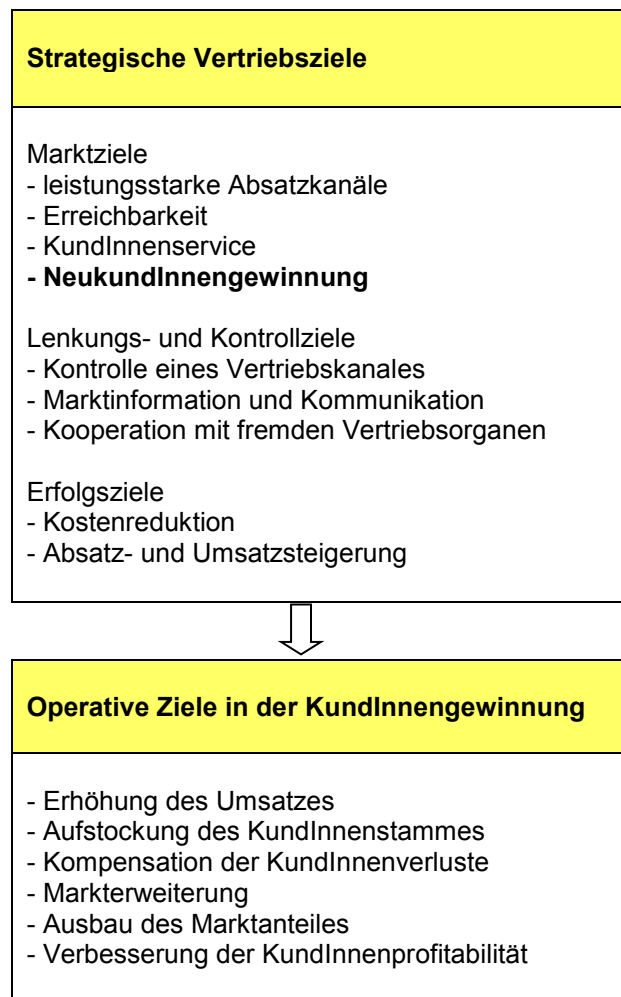 Strategische Vertriebsziele
Marktziele
- leistungsstarke Absatzkanäle
- Erreichbarkeit
- KundInnenservice
- NeukundInnengewinnung
Lenkungs- und Kontrollziele
- Kontrolle eines Vertriebskanales
- Marktinformation und Kommunikation
- Kooperation mit fremden Vertriebsorganen
Erfolgsziele
- Kostenreduktion
- Absatz- und Umsatzsteigerung
Operative Ziele in der KundInnengewinnung
- Erhöhung des Umsatzes
- Aufstockung des KundInnenstammes
- Kompensation der KundInnenverluste
- Markterweiterung
- Ausbau des Marktanteiles
- Verbesserung der KundInnenprofitabilität